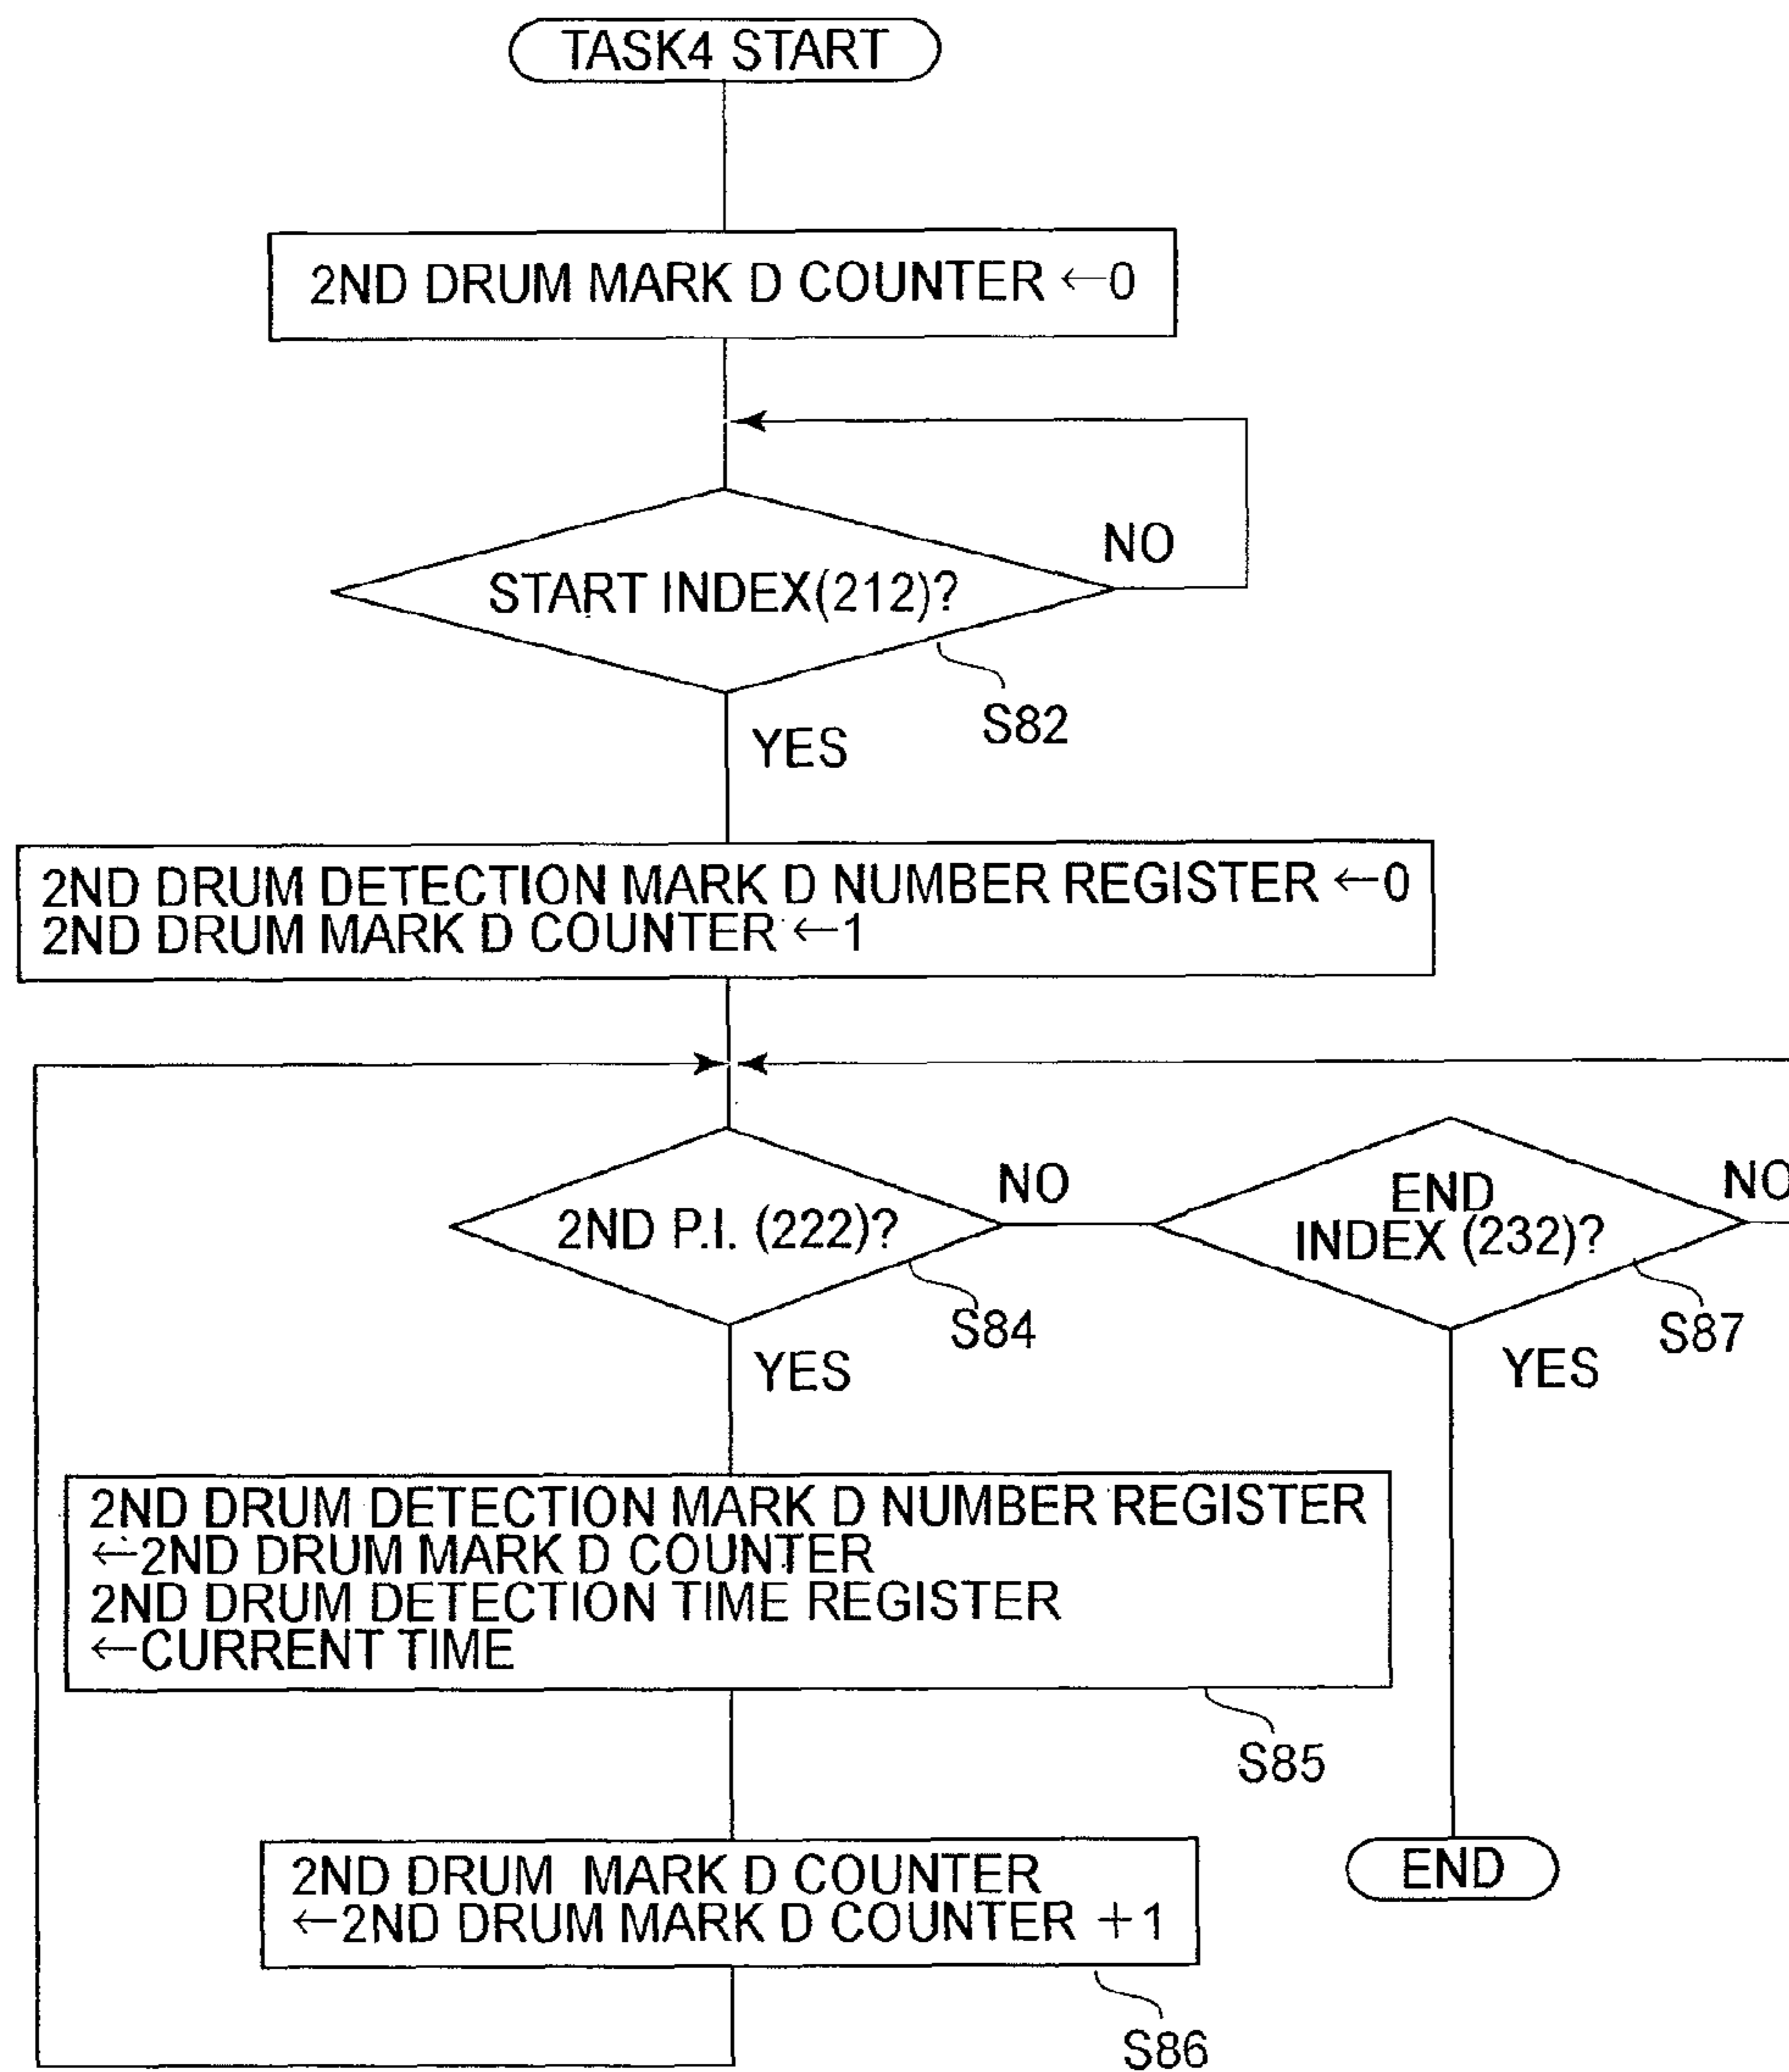 TASK4 START
2ND DRUM MARK D COUNTER ←0
NO
START INDEX(212)?
S82
YES
2ND DRUM DETECTION MARK D NUMBER REGISTER ←0
2ND DRUM MARK D COUNTER ←1
2ND P.I. (222)?
NO
S84
YES
END
INDEX (232)?
NO
S87
YES
2ND DRUM DETECTION MARK D NUMBER REGISTER
←2ND DRUM MARK D COUNTER
2ND DRUM DETECTION TIME REGISTER
←CURRENT TIME
S85
2ND DRUM MARK D COUNTER
←2ND DRUM MARK D COUNTER +1
S86
END